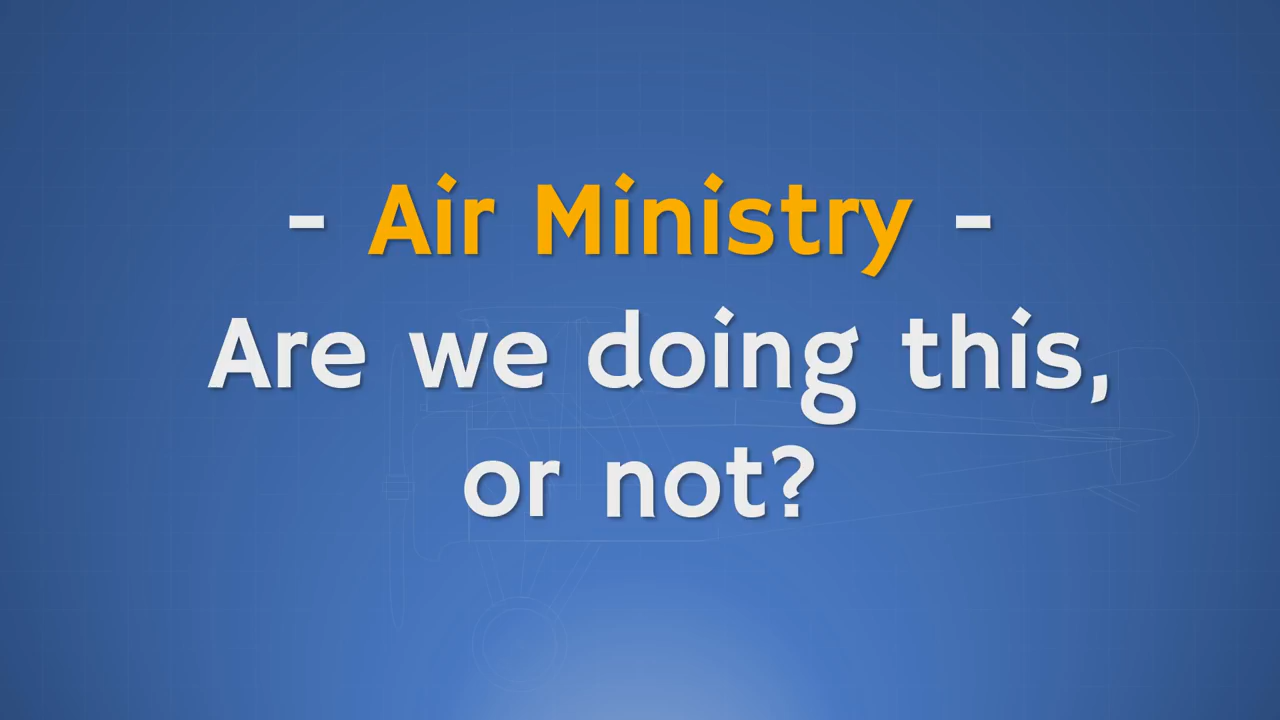 - Air Ministry -
Are we doing this,
or not?